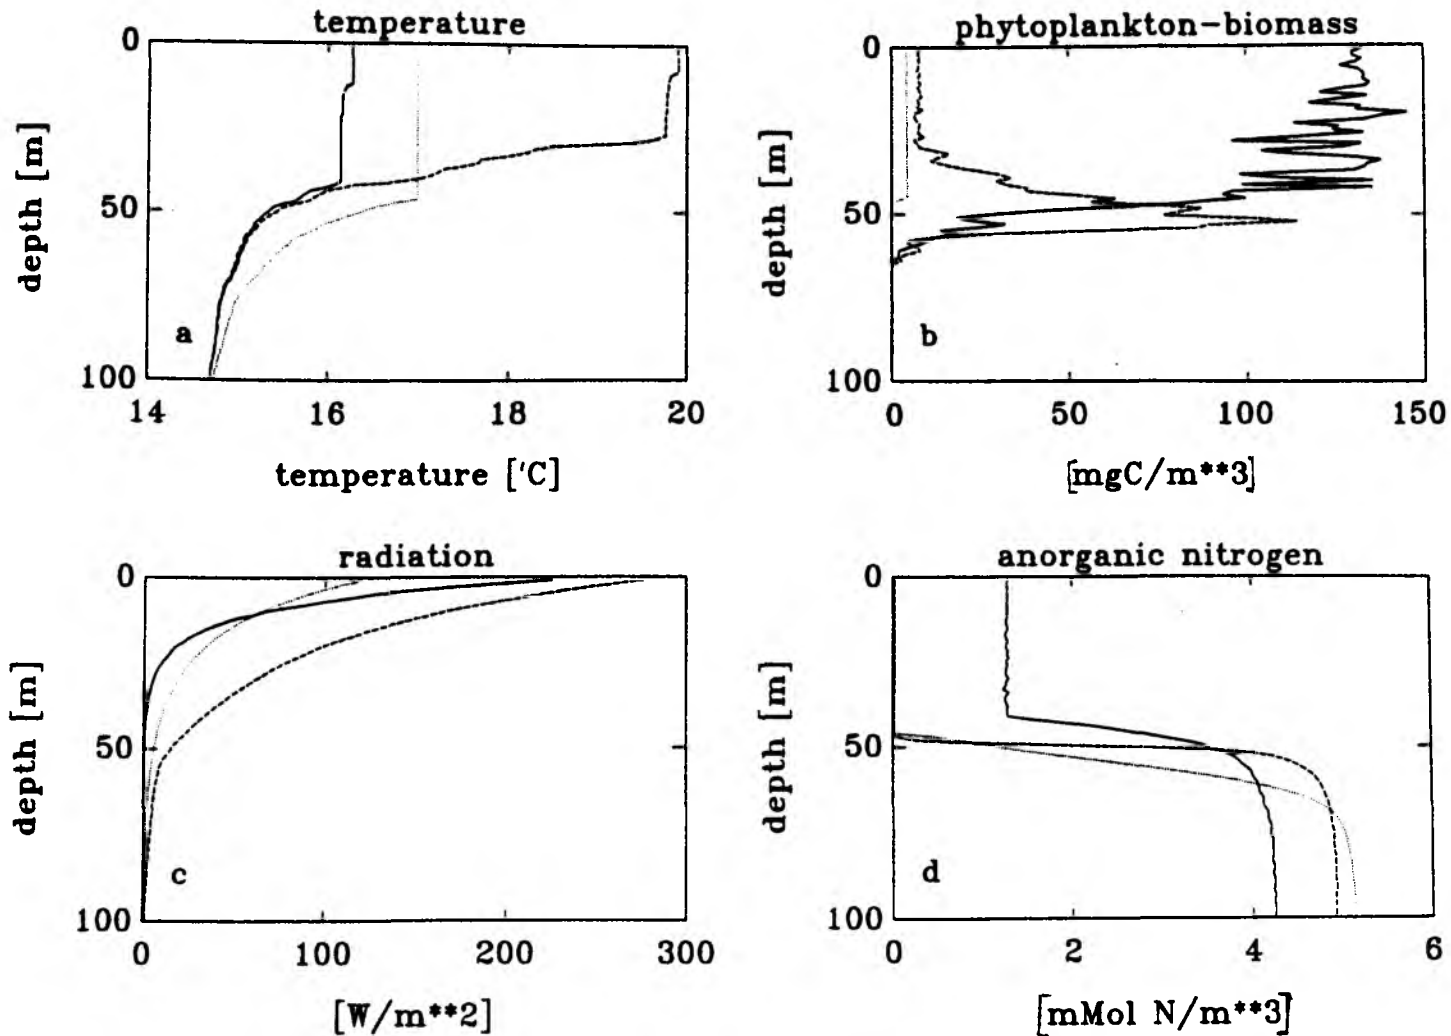 temperature
0
50
100
depth [m]
a
14
16
18
20
temperature ['C]
phytoplankton-biomass
0
50
100
depth [m]
b
0
50
100
150
[mgC/m**3]
radiation
0
50
100
depth [m]
c
0
100
200
300
[W/m**2]
anorganic nitrogen
0
50
100
depth [m]
d
0
2
4
6
[mMol N/m**3]